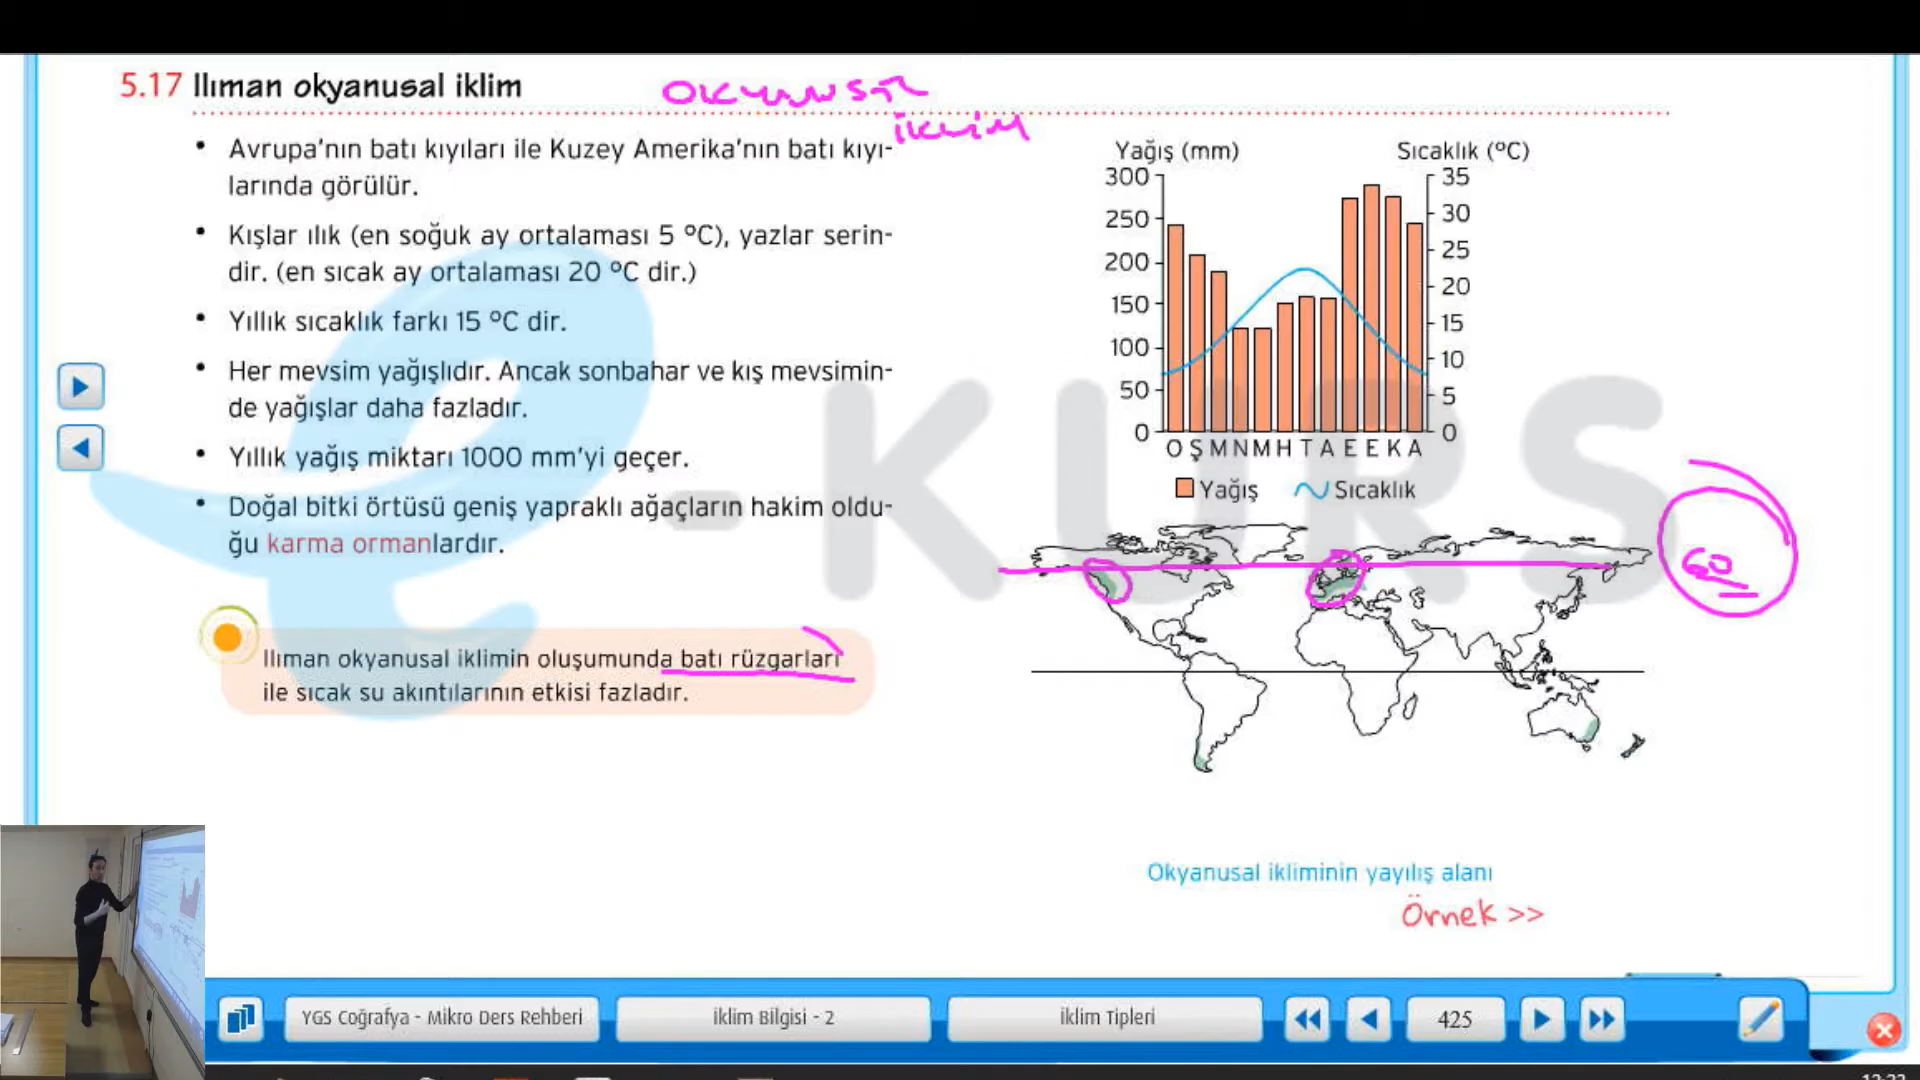 5.17 Ilıman okyanusal iklim
OKYANUSAL
İKLİM
• Avrupa'nın batı kıyıları ile Kuzey Amerika'nın batı kıyı-
larında görülür.
• Kışlar ılık (en soğuk ay ortalaması 5 ºC), yazlar serin-
dir. (en sıcak ay ortalaması 20 ºC dir.)
• Yıllık sıcaklık farkı 15 ºC dir.
• Her mevsim yağışlıdır. Ancak sonbahar ve kış mevsimin-
de yağışlar daha fazladır.
• Yıllık yağış miktarı 1000 mm'yi geçer.
• Doğal bitki örtüsü geniş yapraklı ağaçların hakim oldu-
ğu karma ormanlardır.
Ilıman okyanusal iklimin oluşumunda batı rüzgarları
ile sıcak su akıntılarının etkisi fazladır.
e-KURS
Yağış (mm) Sıcaklık (ºC)
300 35
30
250
25
200
20
150
15
100
10
50
5
0 0
O Ş M N M H T A E E K A
Yağış Sıcaklık
60
Okyanusal ikliminin yayılış alanı
Örnek >>
YGS Coğrafya - Mikro Ders Rehberi İklim Bilgisi - 2 İklim Tipleri 425